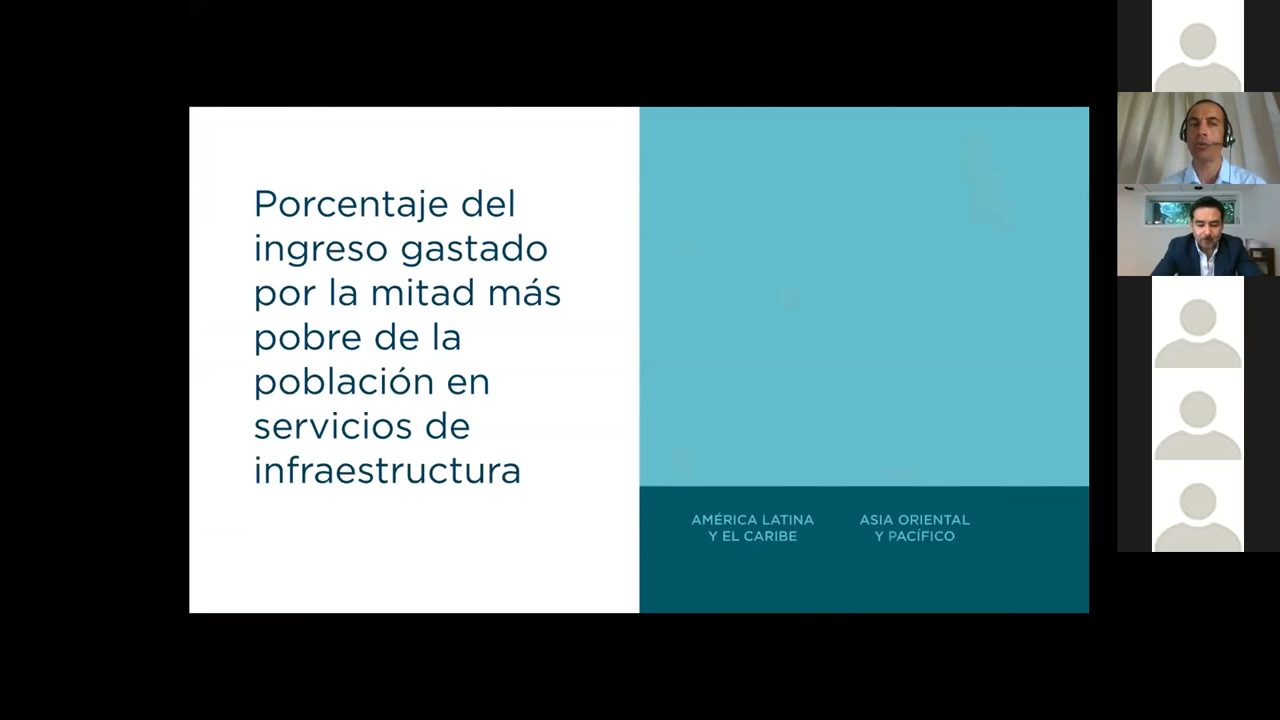 Porcentaje del
ingreso gastado
por la mitad más
pobre de la
población en
servicios de
infraestructura
AMÉRICA LATINA
Y EL CARIBE
ASIA ORIENTAL
Y PACÍFICO